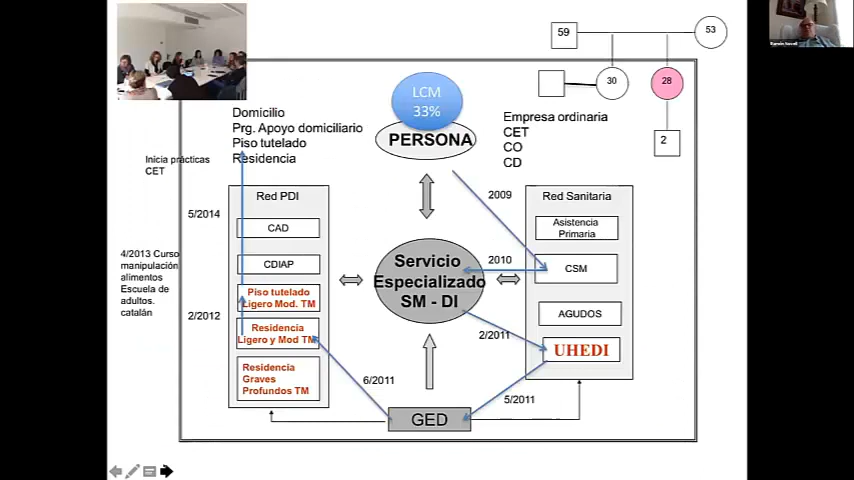 59
53
30
28
2
LCM
33%
PERSONA
Domicilio
Prg. Apoyo domiciliario
Piso tutelado
Residencia
Empresa ordinaria
CET
CO
CD
Inicia prácticas
CET
5/2014
4/2013 Curso
manipulación
alimentos
Escuela de
adultos.
catalán
2/2012
Red PDI
CAD
CDIAP
Piso tutelado
Ligero Mod. TM
Residencia
Ligero y Mod TM
Residencia
Graves
Profundos TM
Servicio
Especializado
SM - DI
2009
2010
2/2011
5/2011
6/2011
Red Sanitaria
Asistencia
Primaria
CSM
AGUDOS
UHEDI
GED